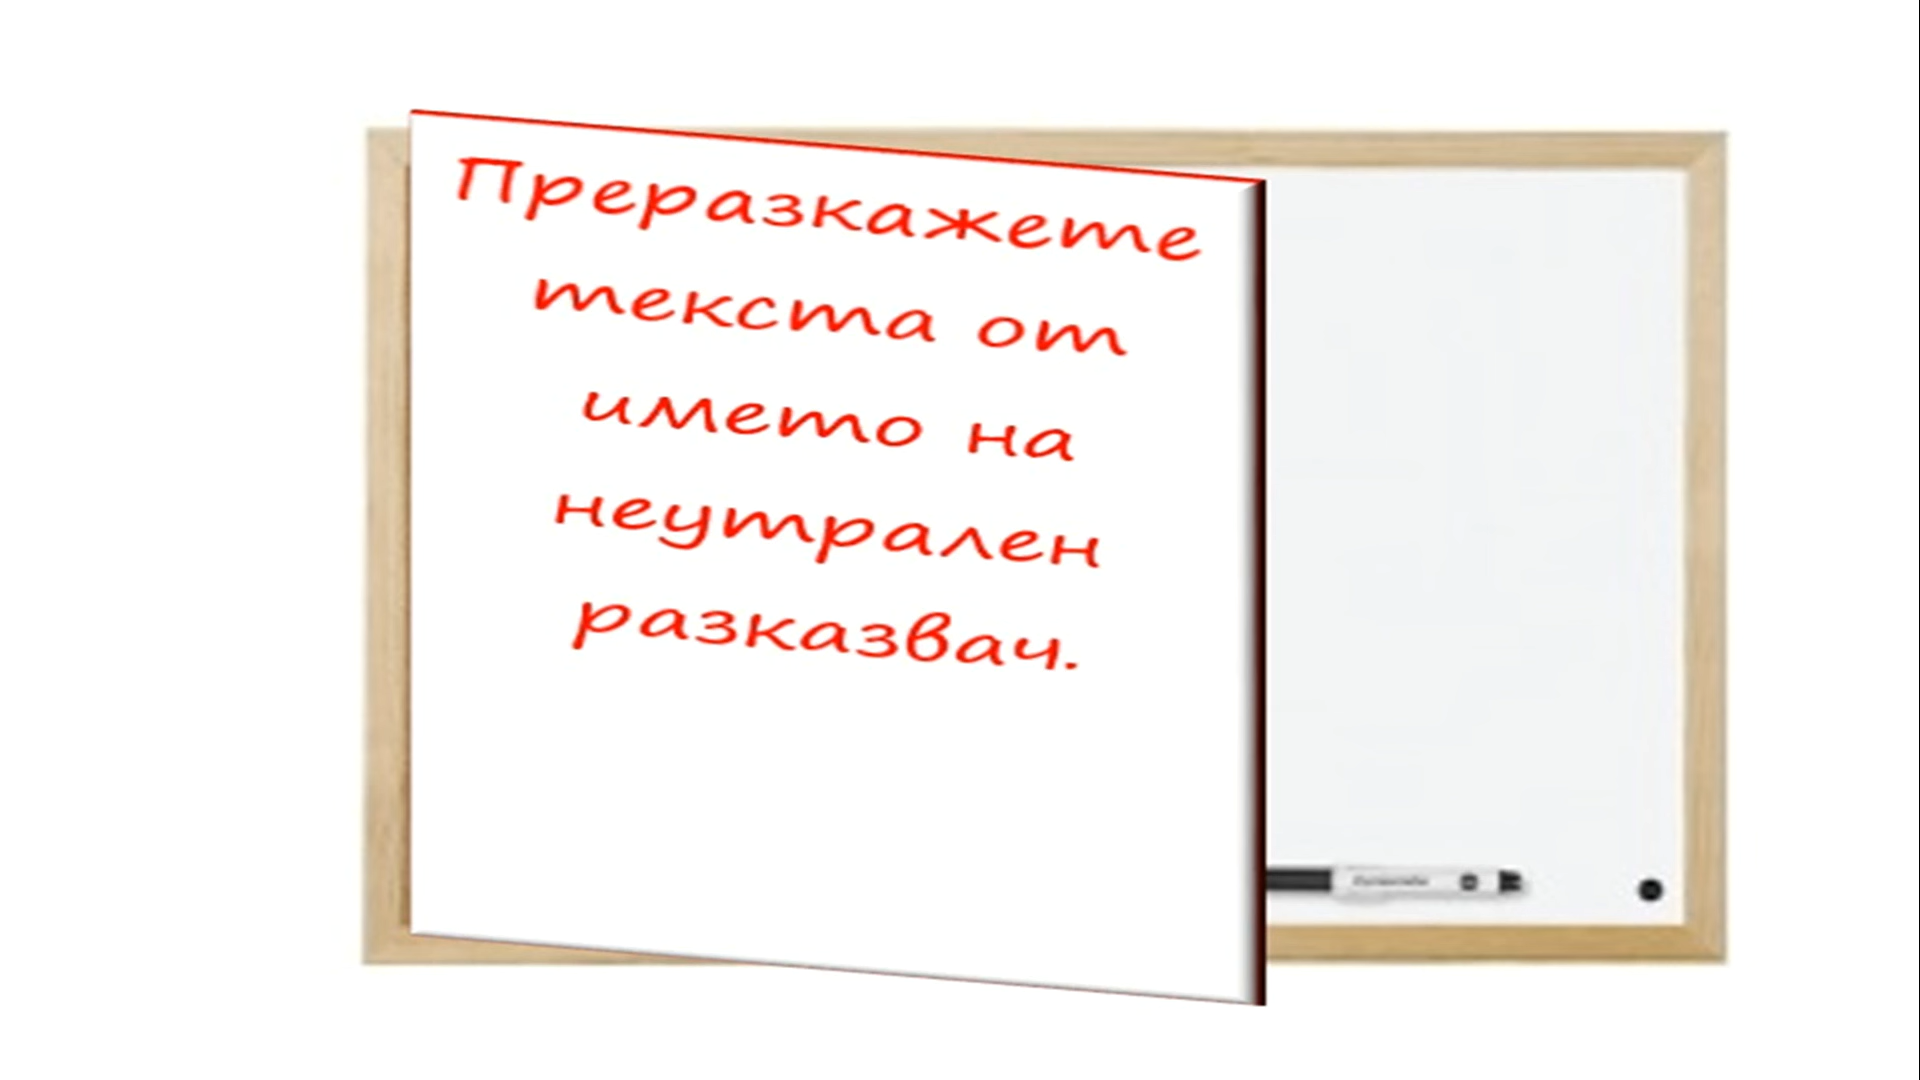 Преразкажете
текста от
името на
неутрален
разказвач.